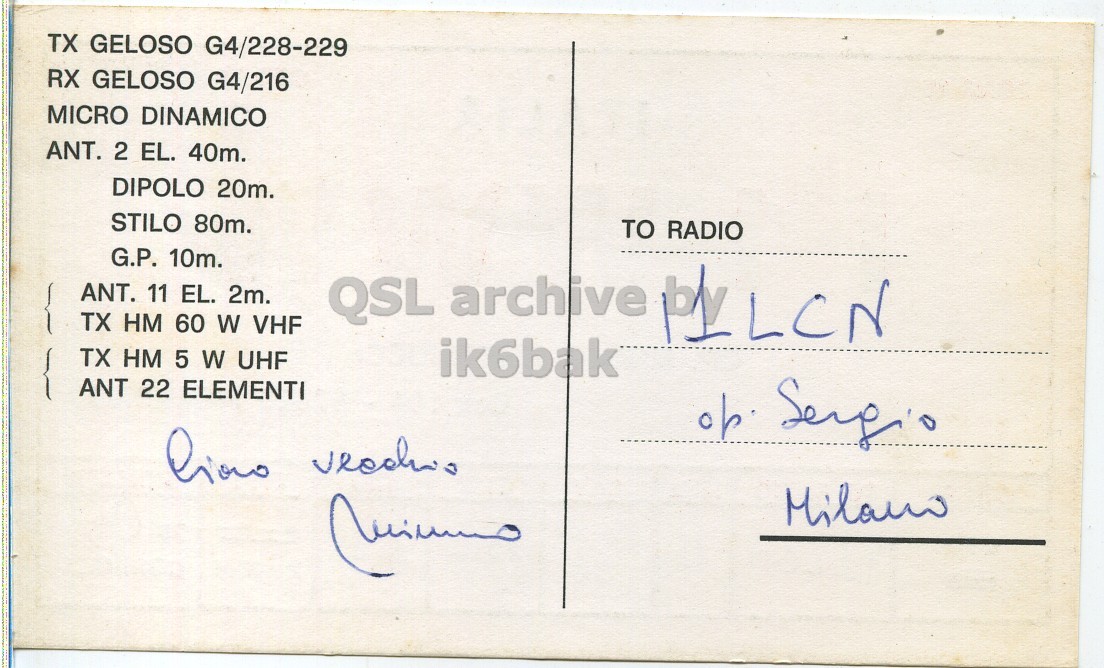 TX GELOSO G4/228-229
RX GELOSO G4/216
MICRO DINAMICO
ANT. 2 EL. 40m.
DIPOLO 20m.
STILO 80m.
G.P. 10m.
ANT. 11 EL. 2m.
TX HM 60 W VHF
TX HM 5 W UHF
ANT 22 ELEMENTI
Ciao vecchio
TO RADIO
I1LCN
op. Sergio
Milano
QSL archive by
ik6bak